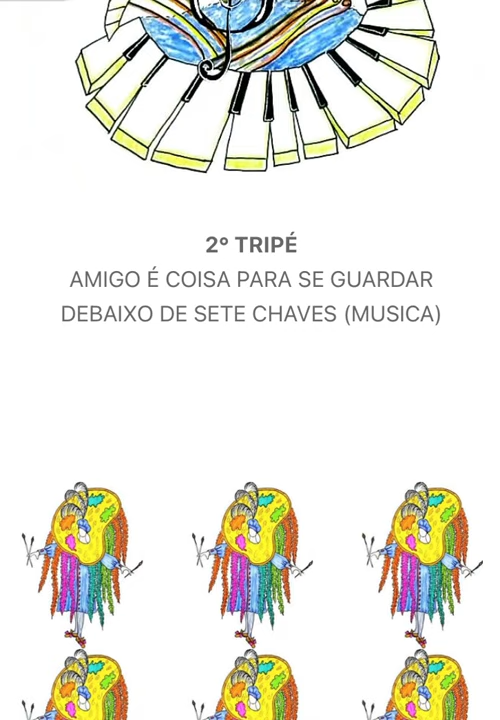 2º TRIPÉ
AMIGO É COISA PARA SE GUARDAR
DEBAIXO DE SETE CHAVES (MUSICA)